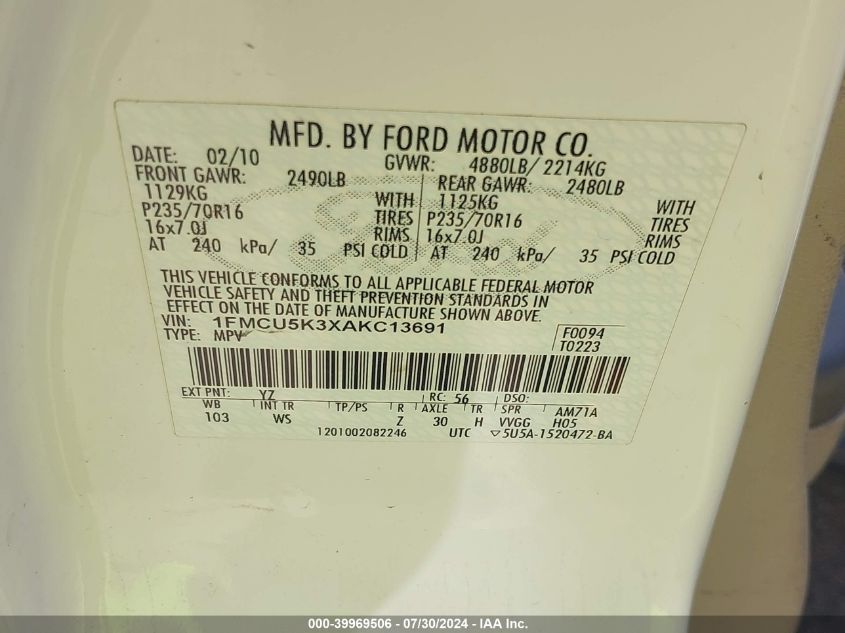 MFD. BY FORD MOTOR CO.
DATE: 02/10 GVWR: 4880LB/ 2214KG
FRONT GAWR: 2490LB REAR GAWR: 2480LB
1129KG WITH 1125KG WITH
P235/70R16 TIRES P235/70R16 TIRES
16x7.0J RIMS 16x7.0J RIMS
AT 240 kPa/ 35 PSI COLD AT 240 kPa/ 35 PSI COLD
THIS VEHICLE CONFORMS TO ALL APPLICABLE FEDERAL MOTOR
VEHICLE SAFETY AND THEFT PREVENTION STANDARDS IN
EFFECT ON THE DATE OF MANUFACTURE SHOWN ABOVE.
VIN: 1FMCU5K3XAKC13691 F0094
TYPE: MPV T0223
EXT PNT: YZ RC: 56 DSO:
WB INT TR TP/PS R AXLE TR SPR AM71A
103 WS Z 30 H VVGG H05
1201002082246 UTC ▽5U5A-1520472-BA
000-39969506 / 07/30/2024 - IAA Inc.